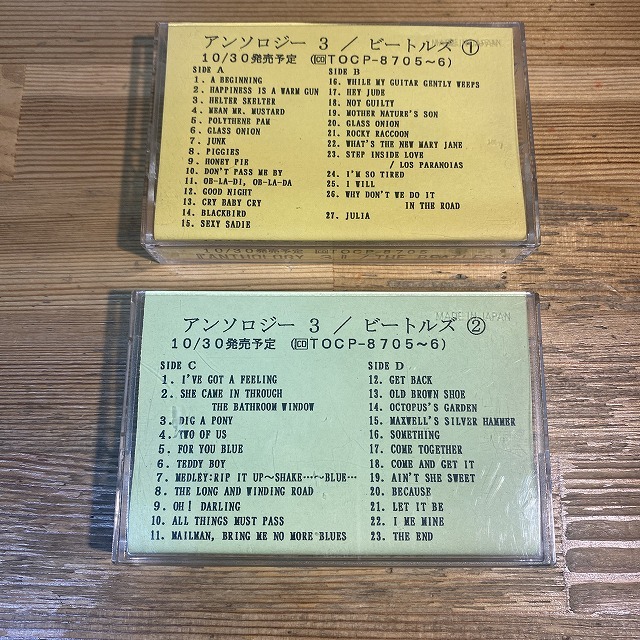 アンソロジー 3 / ビートルズ ①
MADE IN JAPAN
10/30発売予定 (CD TOCP-8705~6)
SIDE A
1. A BEGINNING
2. HAPPINESS IS A WARM GUN
3. HELTER SKELTER
4. MEAN MR. MUSTARD
5. POLYTHENE PAM
6. GLASS ONION
7. JUNK
8. PIGGIES
9. HONEY PIE
10. DON'T PASS ME BY
11. OB-LA-DI, OB-LA-DA
12. GOOD NIGHT
13. CRY BABY CRY
14. BLACKBIRD
15. SEXY SADIE
SIDE B
16. WHILE MY GUITAR GENTLY WEEPS
17. HEY JUDE
18. NOT GUILTY
19. MOTHER NATURE'S SON
20. GLASS ONION
21. ROCKY RACCOON
22. WHAT'S THE NEW MARY JANE
23. STEP INSIDE LOVE
/ LOS PARANOIAS
24. I'M SO TIRED
25. I WILL
26. WHY DON'T WE DO IT
IN THE ROAD
27. JULIA
アンソロジー 3 / ビートルズ ②
MADE IN JAPAN
10/30発売予定 (CD TOCP-8705~6)
SIDE C
1. I'VE GOT A FEELING
2. SHE CAME IN THROUGH
THE BATHROOM WINDOW
3. DIG A PONY
4. TWO OF US
5. FOR YOU BLUE
6. TEDDY BOY
7. MEDLEY:RIP IT UP~SHAKE…~BLUE…
8. THE LONG AND WINDING ROAD
9. OH! DARLING
10. ALL THINGS MUST PASS
11. MAILMAN, BRING ME NO MORE BLUES
SIDE D
12. GET BACK
13. OLD BROWN SHOE
14. OCTOPUS'S GARDEN
15. MAXWELL'S SILVER HAMMER
16. SOMETHING
17. COME TOGETHER
18. COME AND GET IT
19. AIN'T SHE SWEET
20. BECAUSE
21. LET IT BE
22. I ME MINE
23. THE END